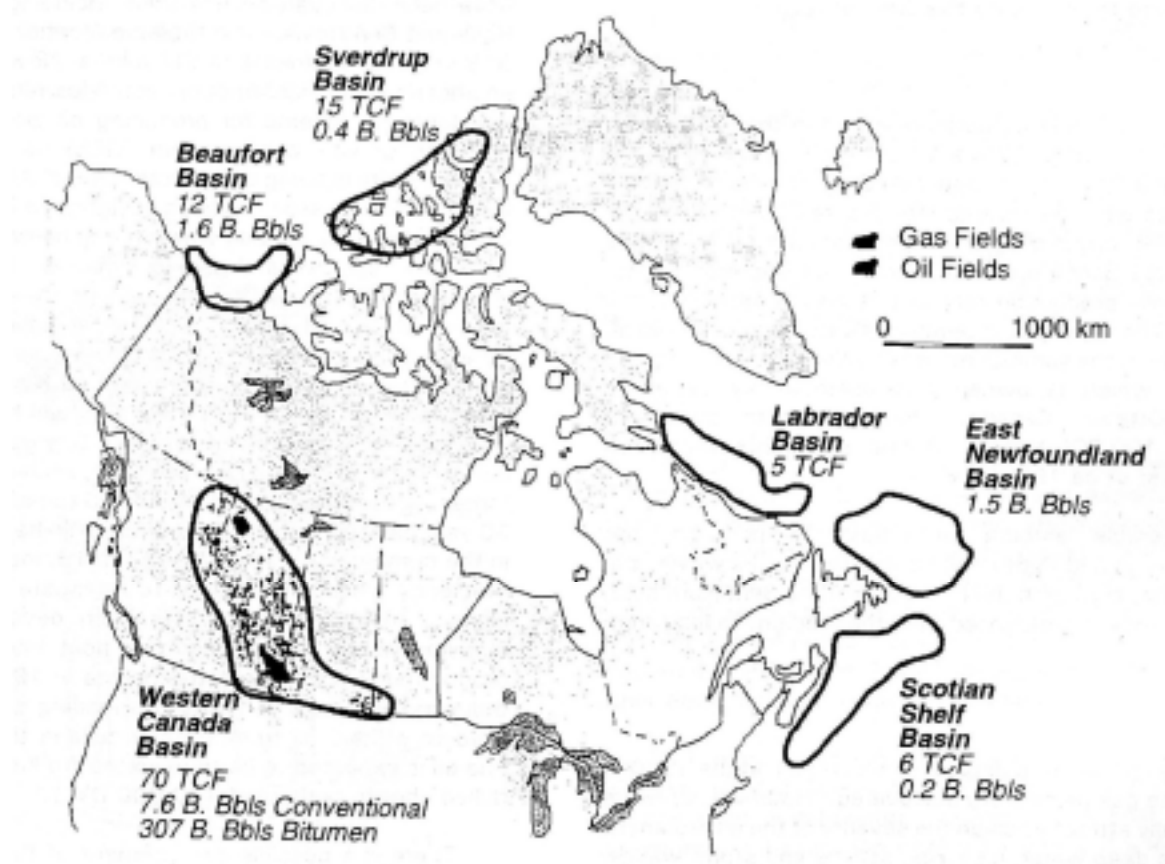 Sverdrup
Basin
15 TCF
0.4 B. Bbls
Beaufort
Basin
12 TCF
1.6 B. Bbls
Gas Fields
Oil Fields
0 1000 km
Labrador
Basin
5 TCF
East
Newfoundland
Basin
1.5 B. Bbls
Scotian
Shelf
Basin
6 TCF
0.2 B. Bbls
Western
Canada
Basin
70 TCF
7.6 B. Bbls Conventional
307 B. Bbls Bitumen